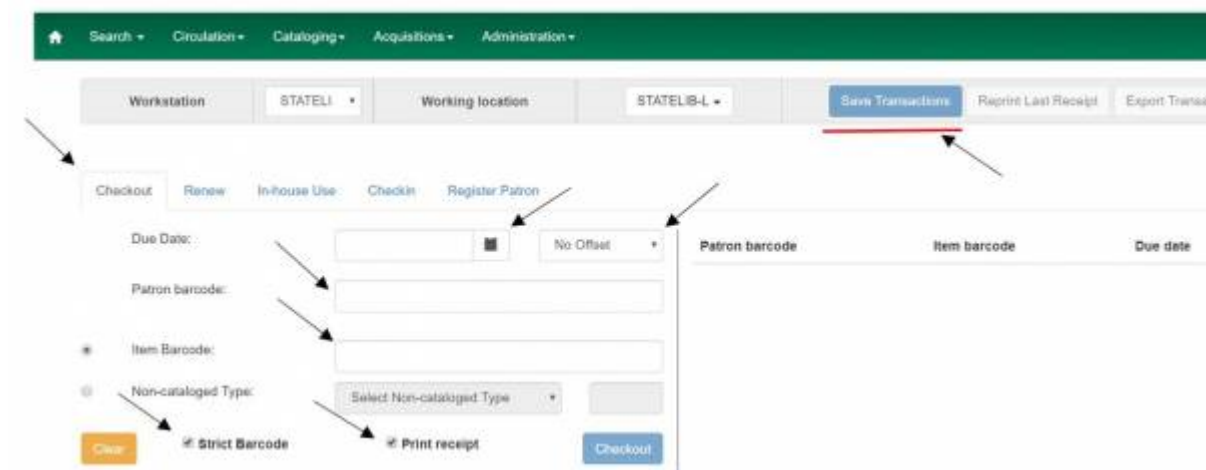 Search Circulation Cataloging Acquisitions Administration
Workstation STATELI Working location STATELIB-L Save Transactions Reprint Last Receipt Export Transa
Checkout Renew In-house Use Checkin Register Patron
Due Date: No Offset Patron barcode Item barcode Due date
Patron barcode:
Item Barcode:
Non-cataloged Type: Select Non-cataloged Type
Clear Strict Barcode Print receipt Checkout